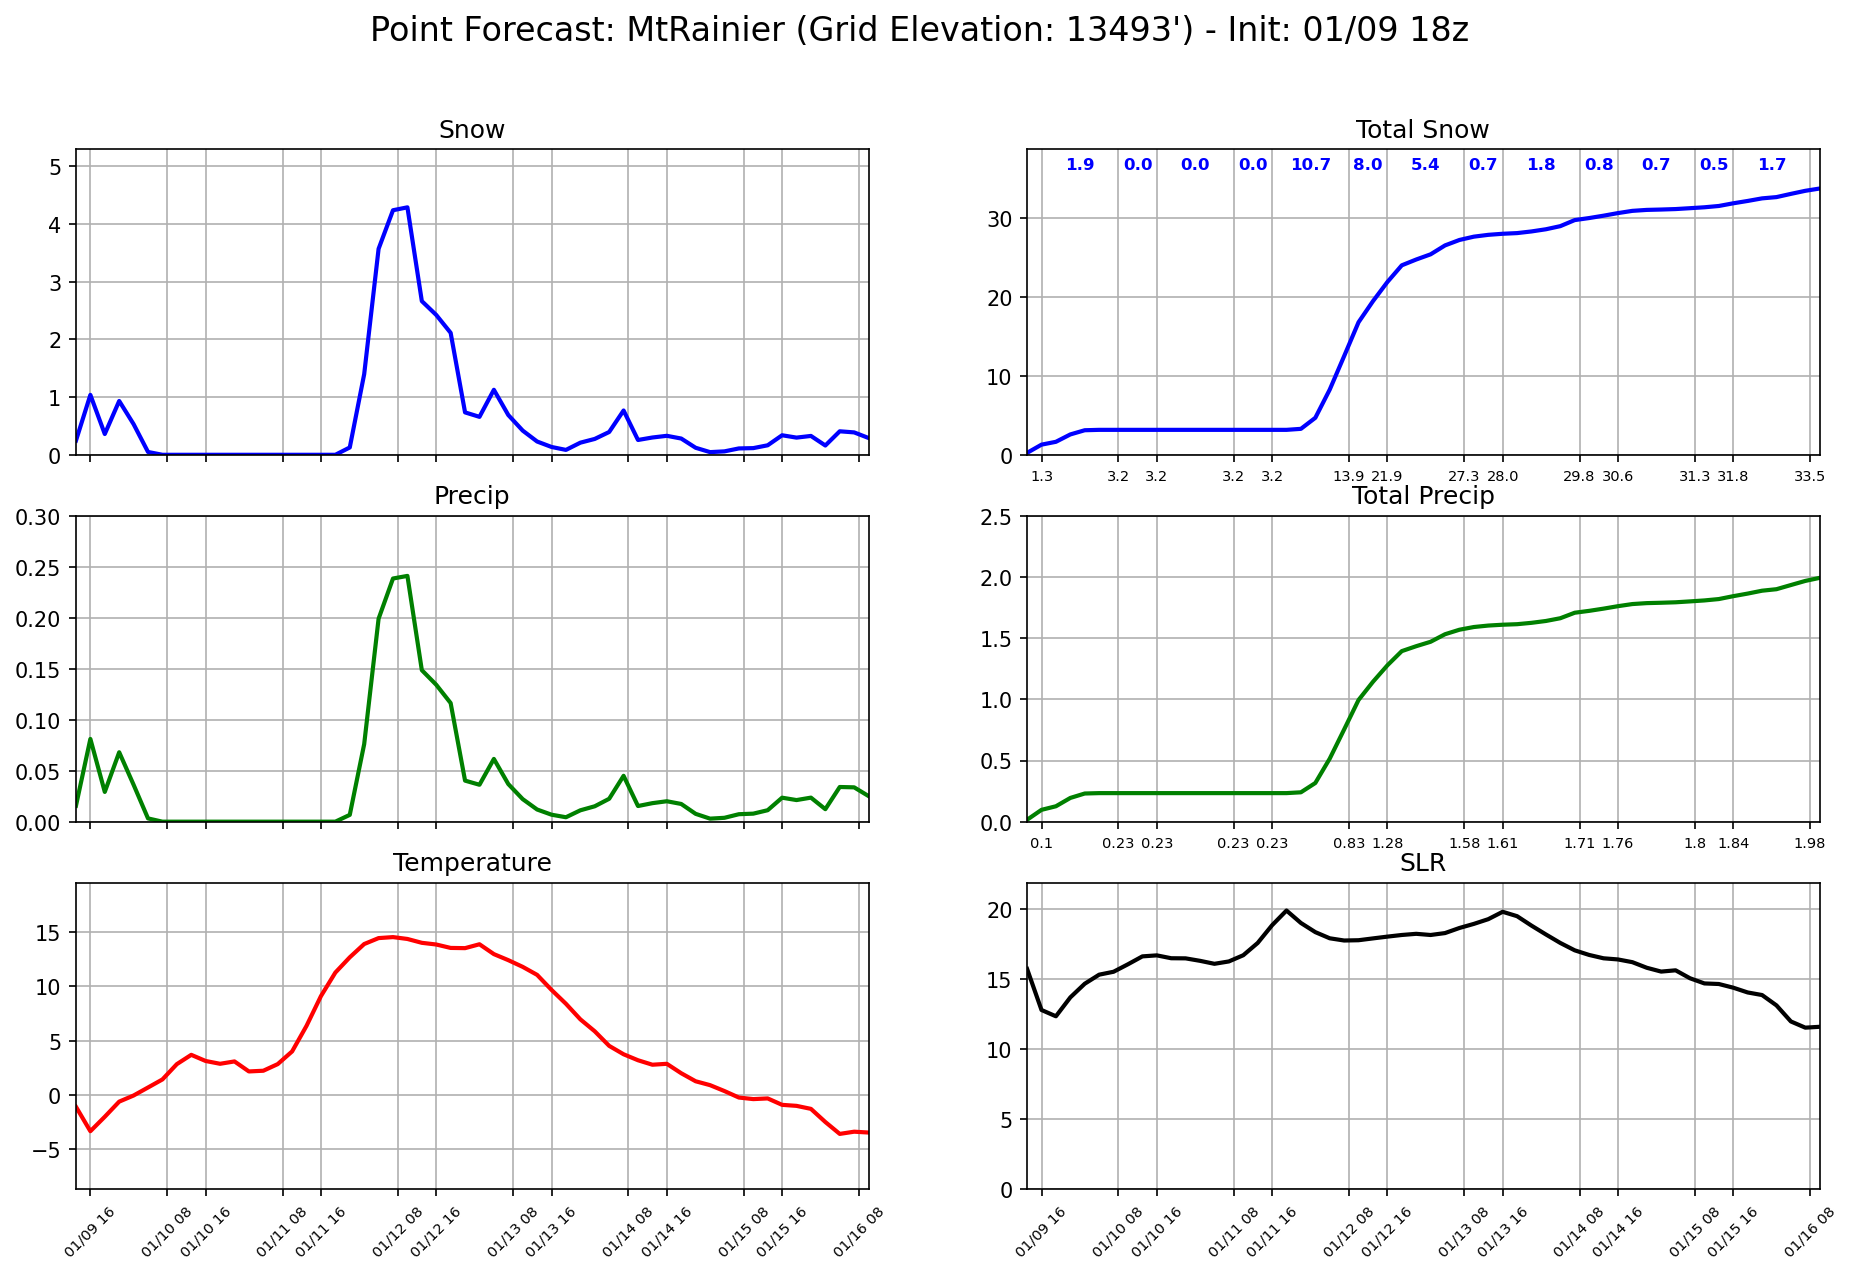 Point Forecast: MtRainier (Grid Elevation: 13493') - Init: 01/09 18z
Snow
5
4
3
2
1
0
Total Snow
1.9 0.0 0.0 0.0 10.7 8.0 5.4 0.7 1.8 0.8 0.7 0.5 1.7
30
20
10
0
1.3 3.2 3.2 3.2 3.2 13.9 21.9 27.3 28.0 29.8 30.6 31.3 31.8 33.5
Precip
0.30
0.25
0.20
0.15
0.10
0.05
0.00
Total Precip
2.5
2.0
1.5
1.0
0.5
0.0
0.1 0.23 0.23 0.23 0.23 0.83 1.28 1.58 1.61 1.71 1.76 1.8 1.84 1.98
Temperature
15
10
5
0
−5
01/09 16 01/10 08 01/10 16 01/11 08 01/11 16 01/12 08 01/12 16 01/13 08 01/13 16 01/14 08 01/14 16 01/15 08 01/15 16 01/16 08
SLR
20
15
10
5
0
01/09 16 01/10 08 01/10 16 01/11 08 01/11 16 01/12 08 01/12 16 01/13 08 01/13 16 01/14 08 01/14 16 01/15 08 01/15 16 01/16 08